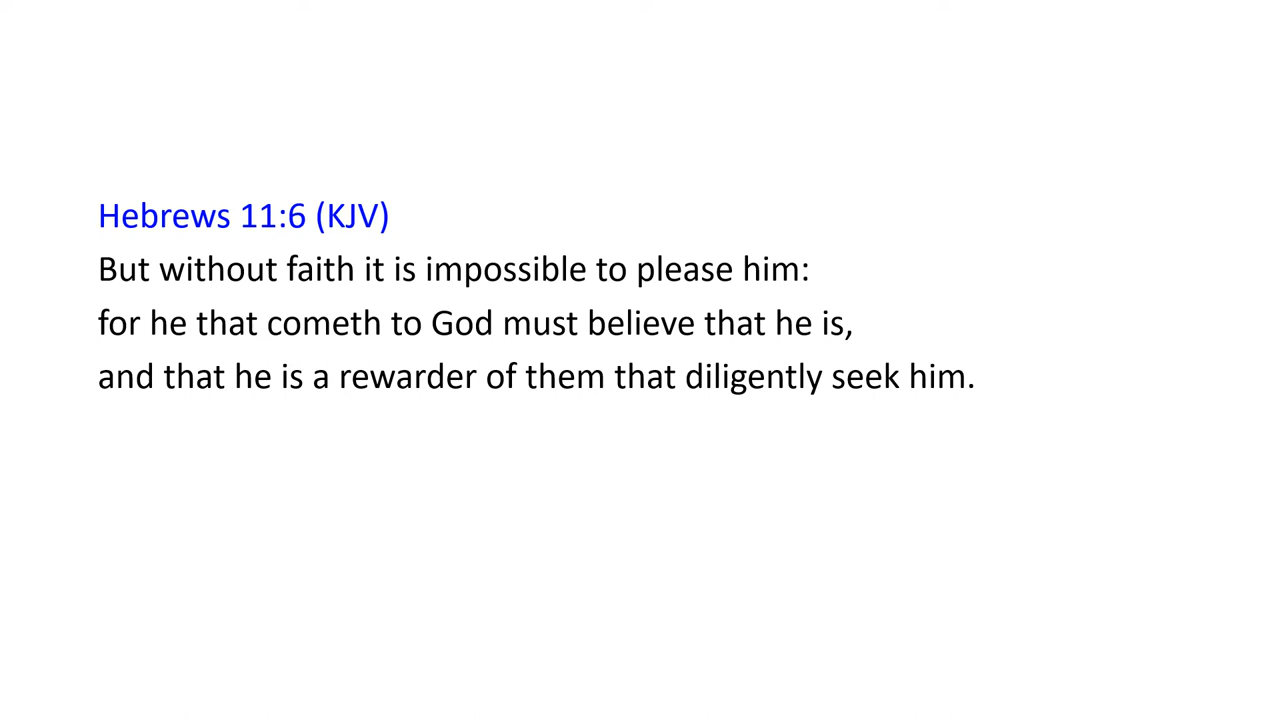 Hebrews 11:6 (KJV)
But without faith it is impossible to please him:
for he that cometh to God must believe that he is,
and that he is a rewarder of them that diligently seek him.